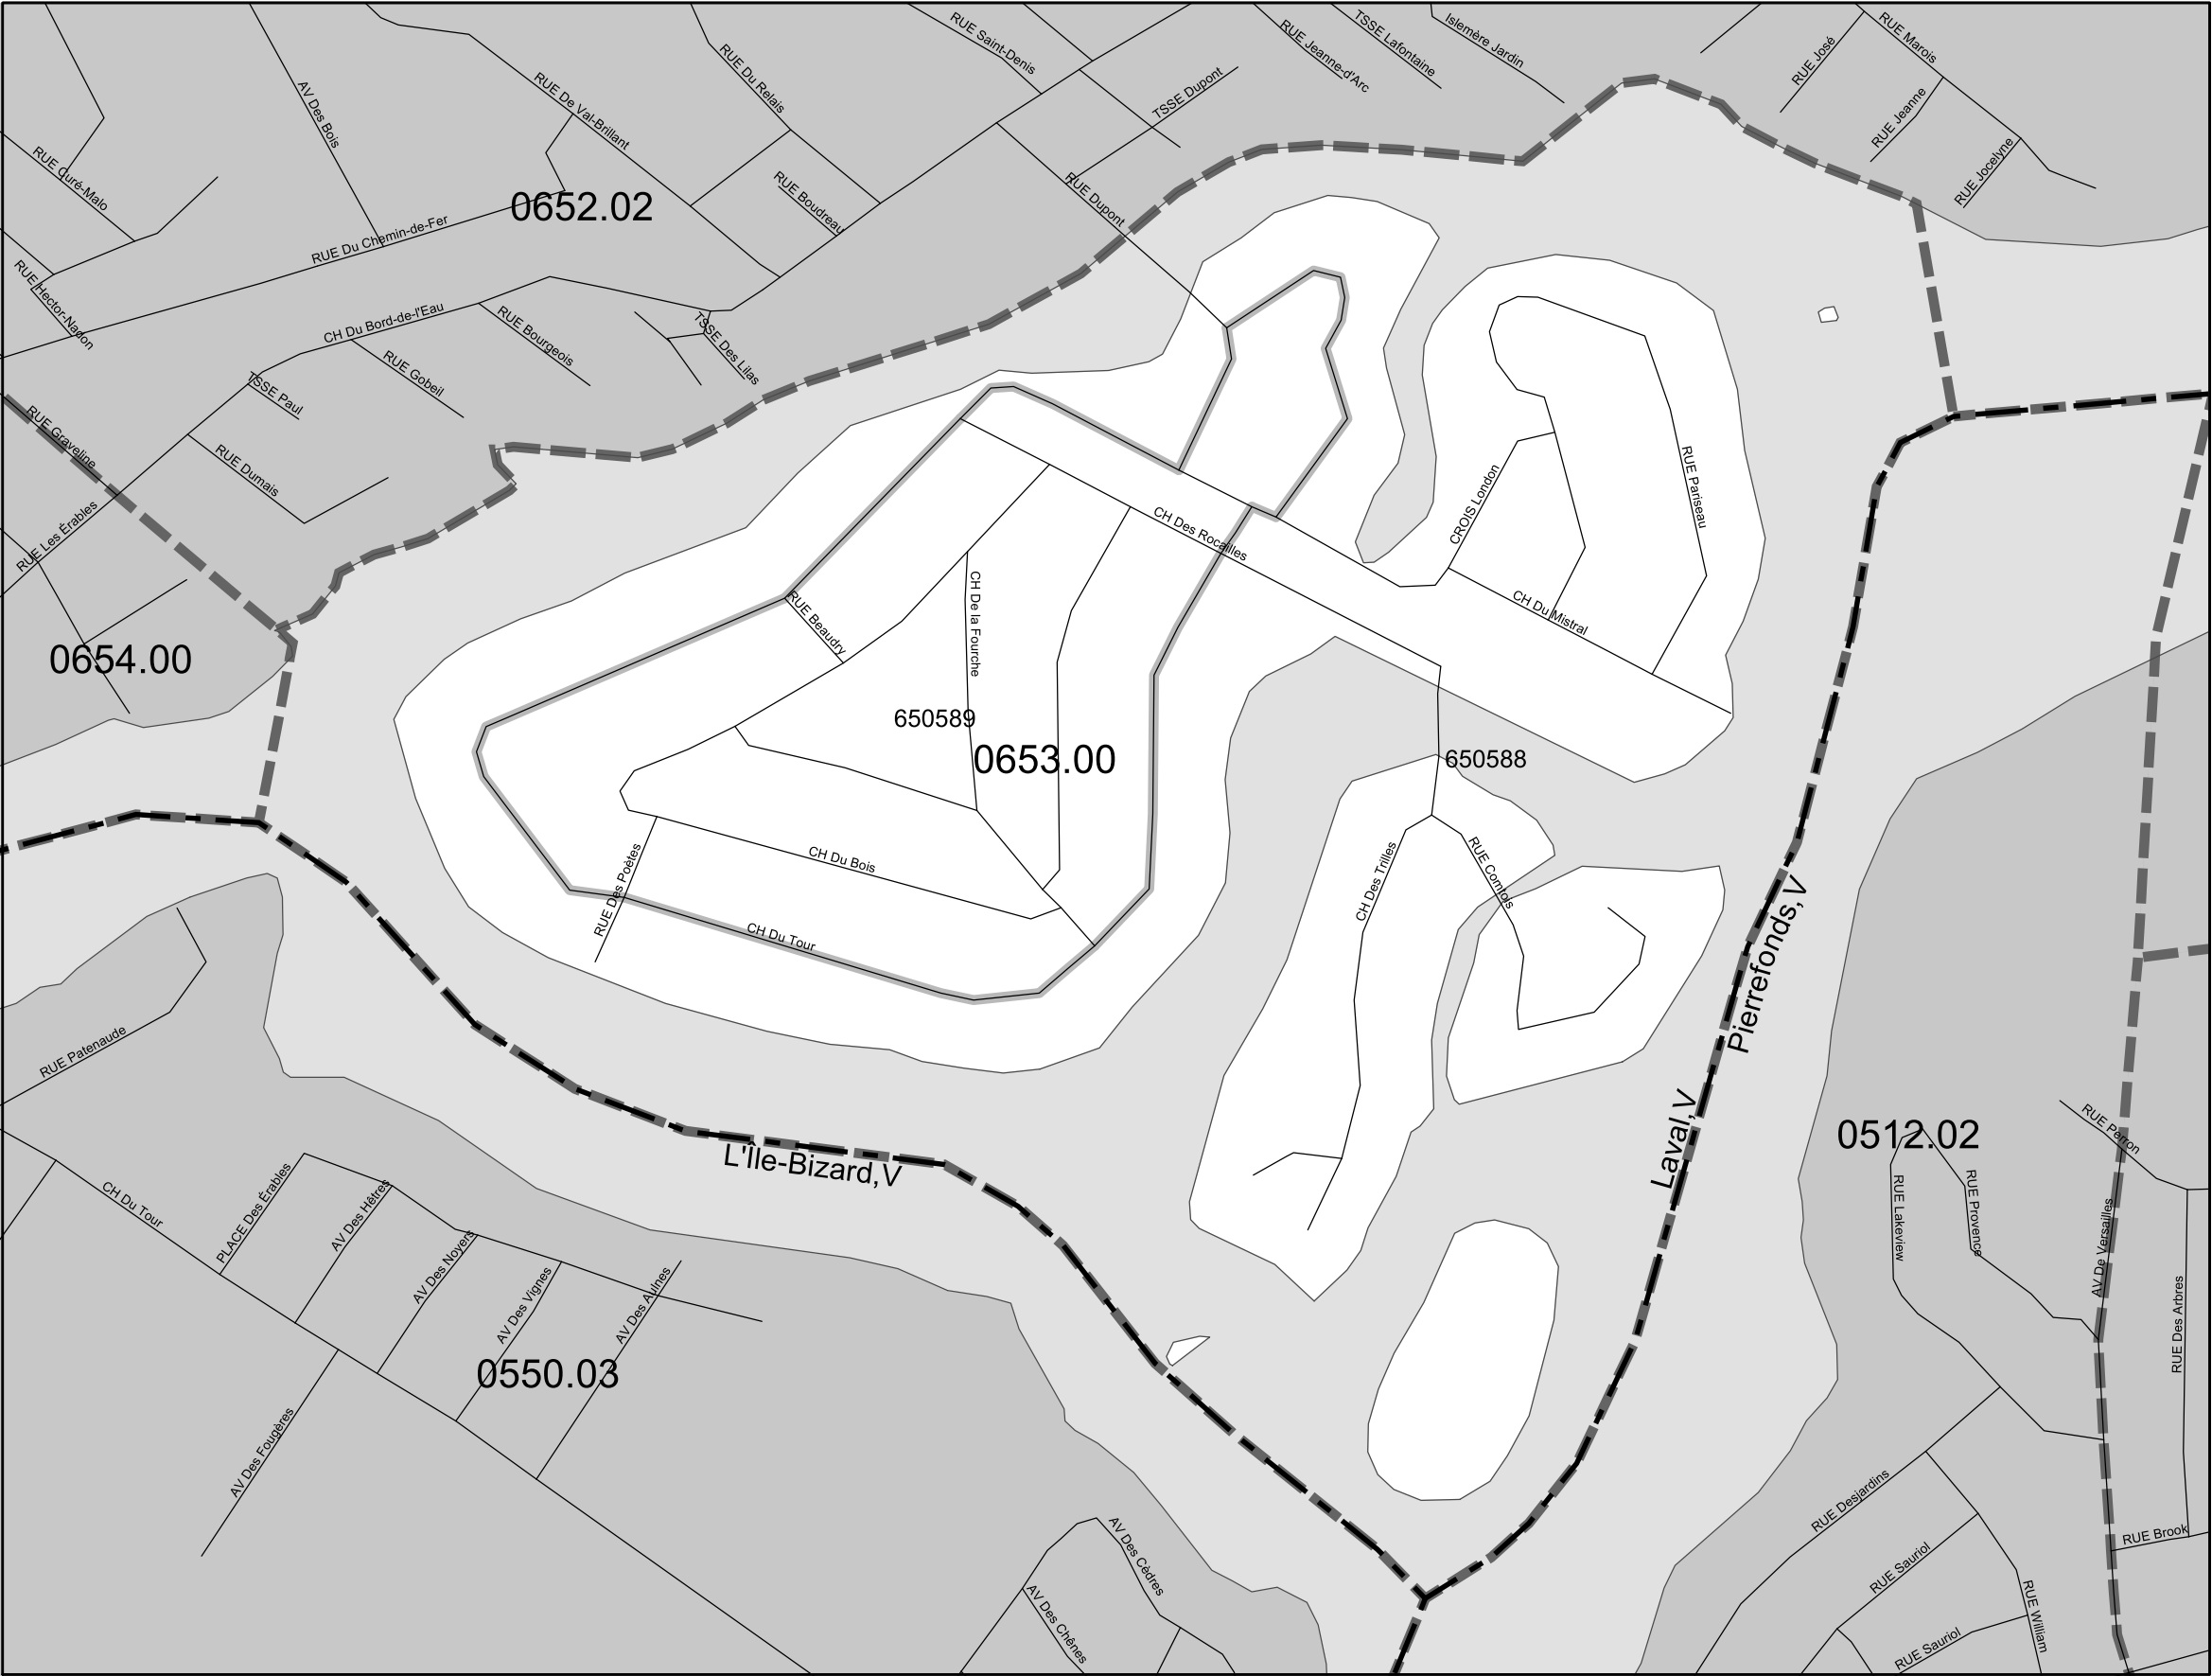 RUE Saint-Denis
RUE Jeanne-d'Arc
TSSE Lafontaine
Islemère Jardin
RUE Marois
RUE José
RUE Du Relais
RUE De Val-Brillant
AV Des Bois
TSSE Dupont
RUE Jeanne
RUE Jocelyne
RUE Curé-Malo
RUE Boudreau
RUE Dupont
0652.02
RUE Du Chemin-de-Fer
RUE Hector-Nadon
CH Du Bord-de-l'Eau
RUE Bourgeois
TSSE Des Lilas
RUE Gobeil
TSSE Paul
RUE Graveline
RUE Dumais
RUE Les Érables
CROIS London
RUE Pariseau
CH Des Rocailles
RUE Beaudry
CH De la Fourche
CH Du Mistral
0654.00
650589
0653.00
650588
CH Du Bois
RUE Des Poètes
CH Des Trilles
RUE Comtois
CH Du Tour
Pierrefonds,V
Laval,V
RUE Patenaude
L'Île-Bizard,V
0512.02
RUE Perron
RUE Lakeview
RUE Provence
AV De Versailles
RUE Des Arbres
CH Du Tour
PLACE Des Érables
AV Des Hêtres
AV Des Noyers
AV Des Vignes
AV Des Aulnes
0550.03
AV Des Fougères
RUE Desjardins
RUE Brook
RUE Sauriol
AV Des Cèdres
AV Des Chênes
RUE William
RUE Sauriol